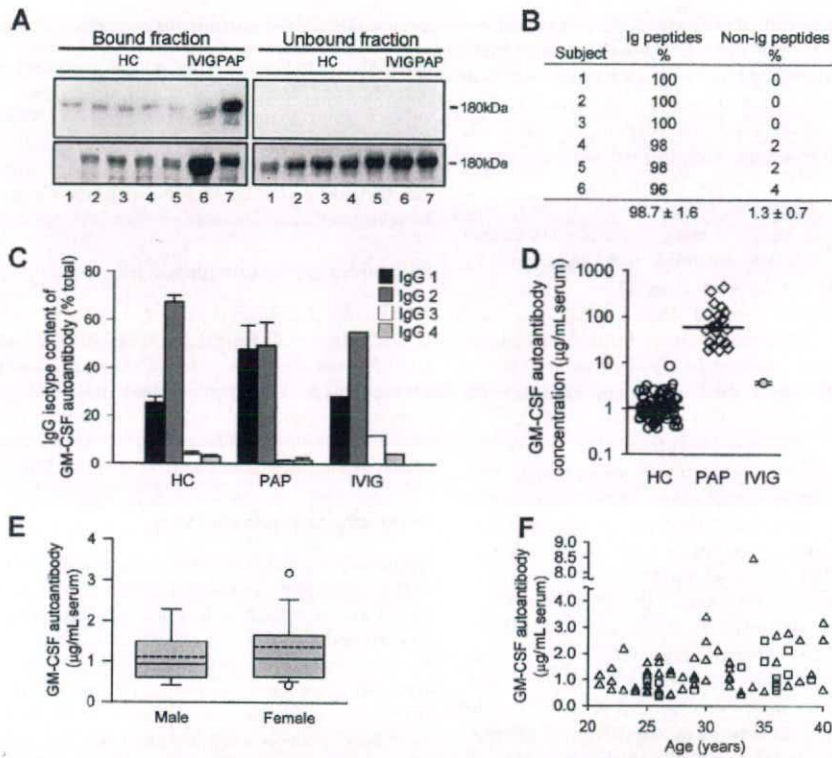 A
Bound fraction
Unbound fraction
HC IVIG PAP
HC IVIG PAP
-180kDa
-180kDa
1 2 3 4 5 6 7
1 2 3 4 5 6 7
B
Subject Ig peptides % Non-Ig peptides %
1 100 0
2 100 0
3 100 0
4 98 2
5 98 2
6 96 4
98.7 ± 1.6 1.3 ± 0.7
C
IgG isotype content of
GM-CSF autoantibody (% total)
80
60
40
20
0
IgG 1
IgG 2
IgG 3
IgG 4
HC PAP IVIG
D
GM-CSF autoantibody
concentration (µg/mL serum)
1000
100
10
1
0.1
HC PAP IVIG
E
GM-CSF autoantibody
(µg/mL serum)
4
3
2
1
0
Male Female
F
GM-CSF autoantibody
(µg/mL serum)
9.0
8.5
8.0
4.0
3.0
2.0
1.0
0
20 25 30 35 40
Age (years)